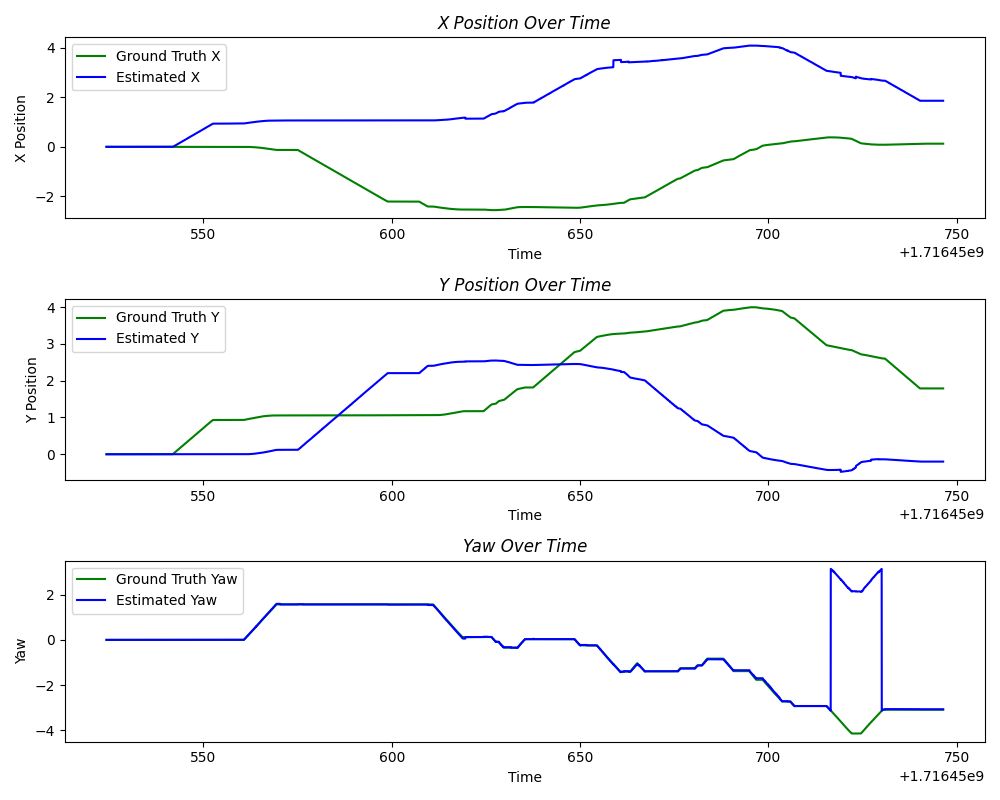 X Position Over Time
Ground Truth X
Estimated X
X Position
4
2
0
−2
550 600 650 700 750
Time
+1.71645e9
Y Position Over Time
Ground Truth Y
Estimated Y
Y Position
4
3
2
1
0
550 600 650 700 750
Time
+1.71645e9
Yaw Over Time
Ground Truth Yaw
Estimated Yaw
Yaw
2
0
−2
−4
550 600 650 700 750
Time
+1.71645e9